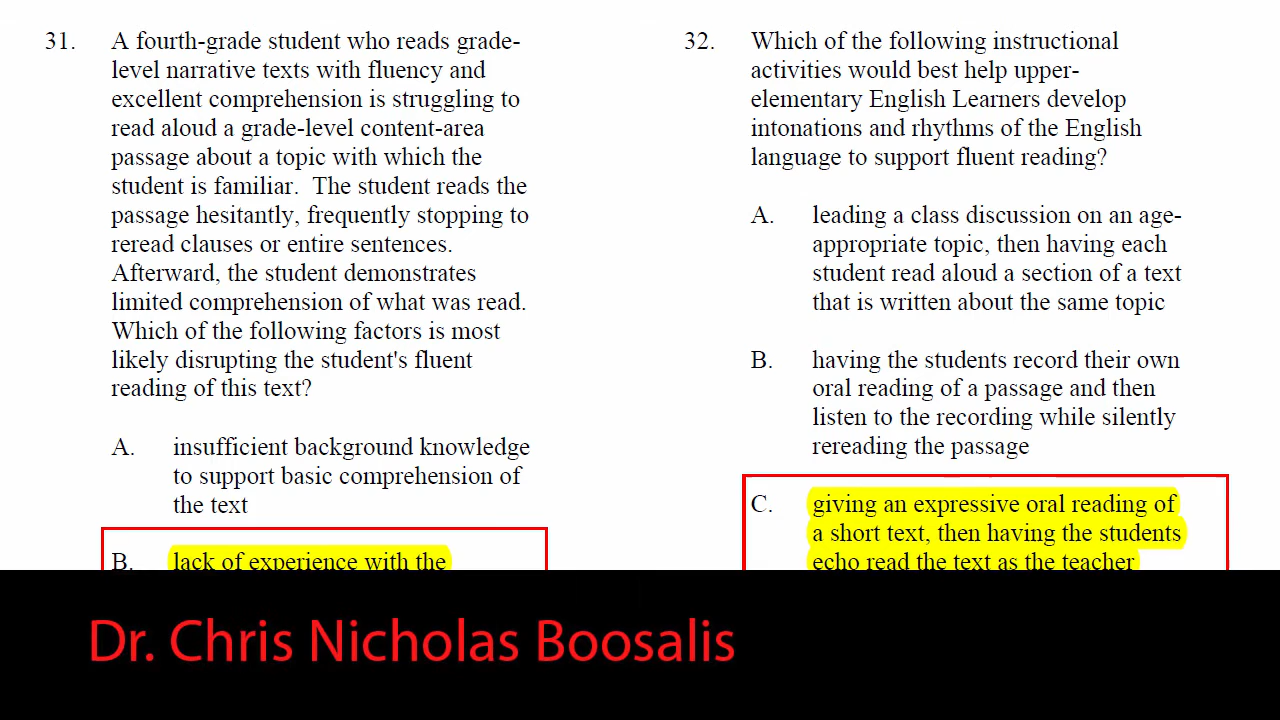 31. A fourth-grade student who reads grade-
level narrative texts with fluency and
excellent comprehension is struggling to
read aloud a grade-level content-area
passage about a topic with which the
student is familiar.  The student reads the
passage hesitantly, frequently stopping to
reread clauses or entire sentences.
Afterward, the student demonstrates
limited comprehension of what was read.
Which of the following factors is most
likely disrupting the student's fluent
reading of this text?
A. insufficient background knowledge
to support basic comprehension of
the text
B. lack of experience with the
32. Which of the following instructional
activities would best help upper-
elementary English Learners develop
intonations and rhythms of the English
language to support fluent reading?
A. leading a class discussion on an age-
appropriate topic, then having each
student read aloud a section of a text
that is written about the same topic
B. having the students record their own
oral reading of a passage and then
listen to the recording while silently
rereading the passage
C. giving an expressive oral reading of
a short text, then having the students
echo read the text as the teacher
Dr. Chris Nicholas Boosalis